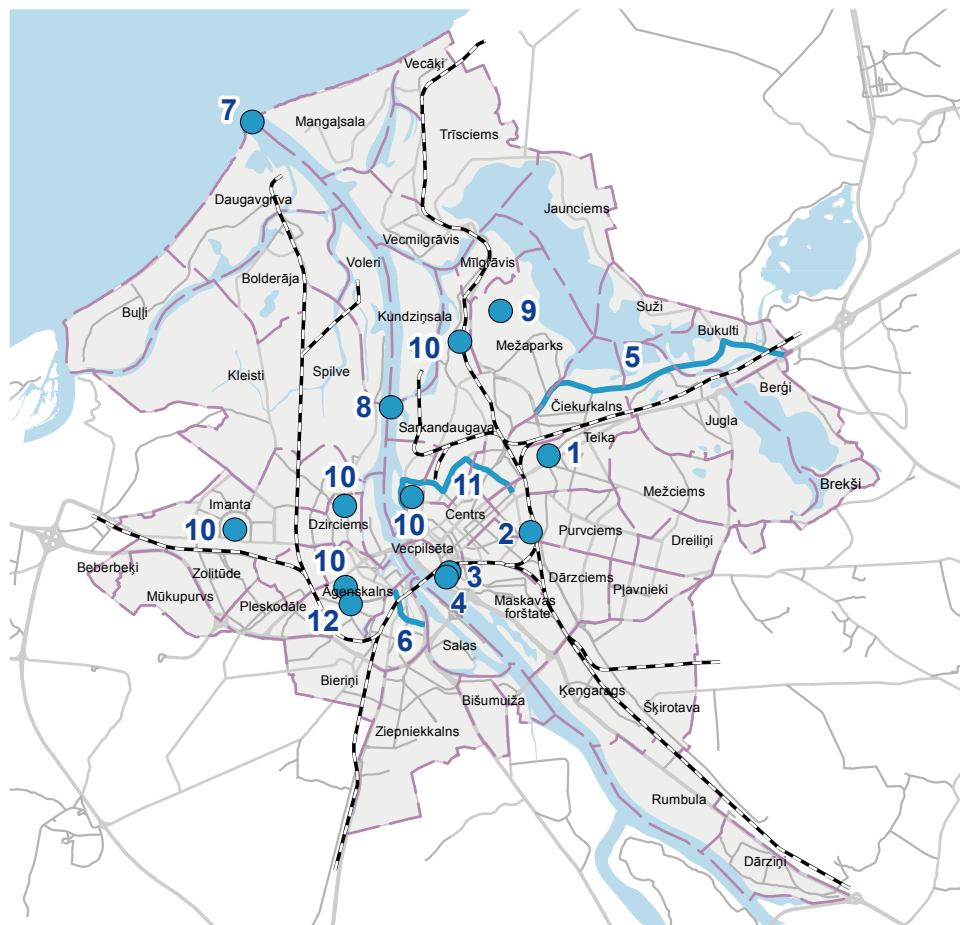 Vecāķi
7
Mangaļsala
Trīsciems
Daugavgrīva
Jaunciems
Vecmilgrāvis
Voleri
Mīlgrāvis
Bolderāja
Suži
Buļļi
Kundziņsala
9
Bukulti
10
Mežaparks
5
Kleisti
Spilve
Berģi
8
Čiekurkalns
Sarkandaugava
Teika
Jugla
1
10
11
Mežciems
Brekši
Imanta
10
Dzirciems
10
Centrs
2
Purvciems
Dreiliņi
Vecpilsēta
Beberbeķi
Zolitūde
10
3
Dārzciems
Mūkupurvs
Pleskodāle
Āgenskalns
4
Maskavas
forštate
Pļavnieki
12
6
Salas
Bieriņi
Bišumuiža
Ķengarags
Šķirotava
Ziepniekkalns
Rumbula
Dārziņi